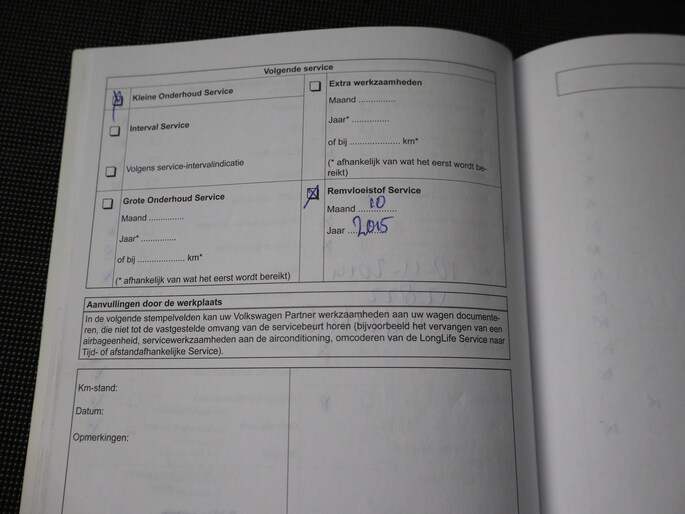 Volgende service
Kleine Onderhoud Service
Interval Service
Volgens service-intervalindicatie
Extra werkzaamheden
Maand ..............
Jaar* ..............
of bij .................... km*
(* afhankelijk van wat het eerst wordt be-
reikt)
Grote Onderhoud Service
Maand ..............
Jaar* ..............
of bij .................... km*
(* afhankelijk van wat het eerst wordt bereikt)
Remvloeistof Service
Maand 10
Jaar 2015
Aanvullingen door de werkplaats
In de volgende stempelvelden kan uw Volkswagen Partner werkzaamheden aan uw wagen documente-
ren, die niet tot de vastgestelde omvang van de servicebeurt horen (bijvoorbeeld het vervangen van een
airbageenheid, servicewerkzaamheden aan de airconditioning, omcoderen van de LongLife Service naar
Tijd- of afstandafhankelijke Service).
Km-stand:
Datum:
Opmerkingen: